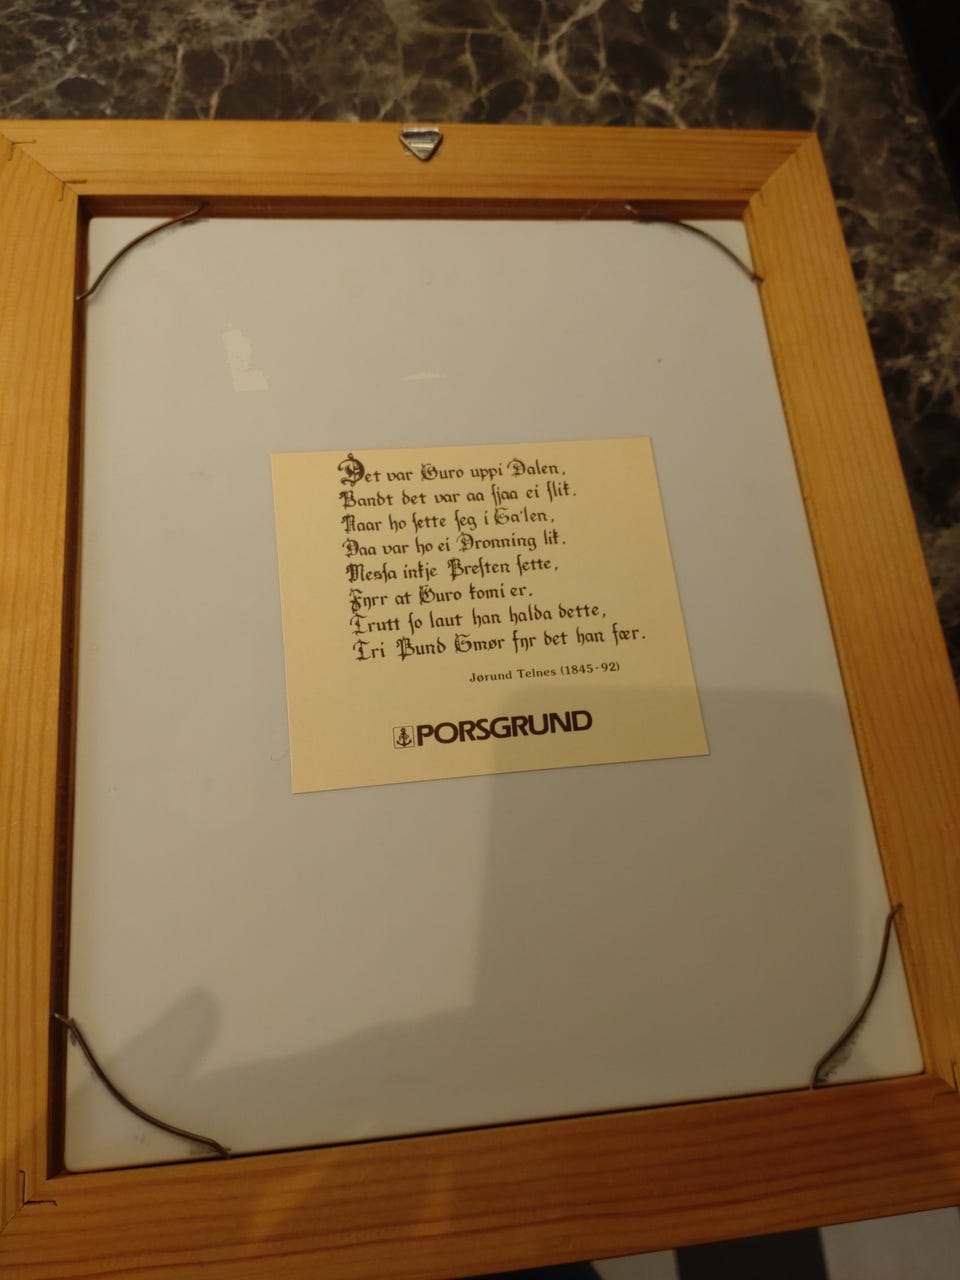 Det var Guro uppi Dalen,
Vandt det var aa sjaa ei slik.
Naar ho sette seg i Sa'len,
Daa var ho ei Dronning lik.
Messa inkje Presten sette,
Fyrr at Guro komi er.
Trutt so laut han halda dette,
Tri Pund Smør fyr det han fær.
Jørund Telnes (1845-92)
PORSGRUND